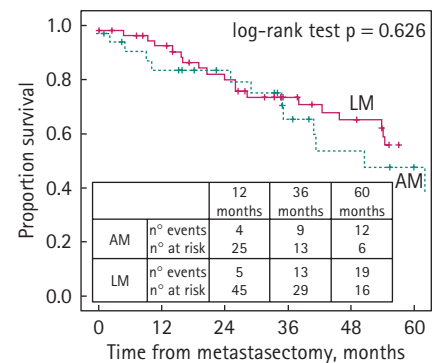 log-rank test p = 0.626
Proportion survival
1.0
0.8
0.6
0.4
0.2
0.0
LM
AM
12 months 36 months 60 months
AM n° events 4 9 12
n° at risk 25 13 6
LM n° events 5 13 19
n° at risk 45 29 16
0 12 24 36 48 60
Time from metastasectomy, months